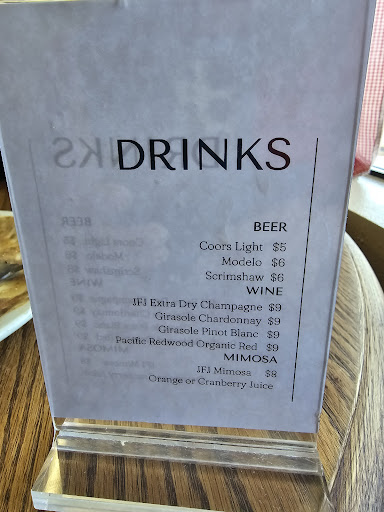 DRINKS
BEER
Coors Light $5
Modelo $6
Scrimshaw $6
WINE
JFJ Extra Dry Champagne $9
Girasole Chardonnay $9
Girasole Pinot Blanc $9
Pacific Redwood Organic Red $9
MIMOSA
JFJ Mimosa $8
Orange or Cranberry Juice